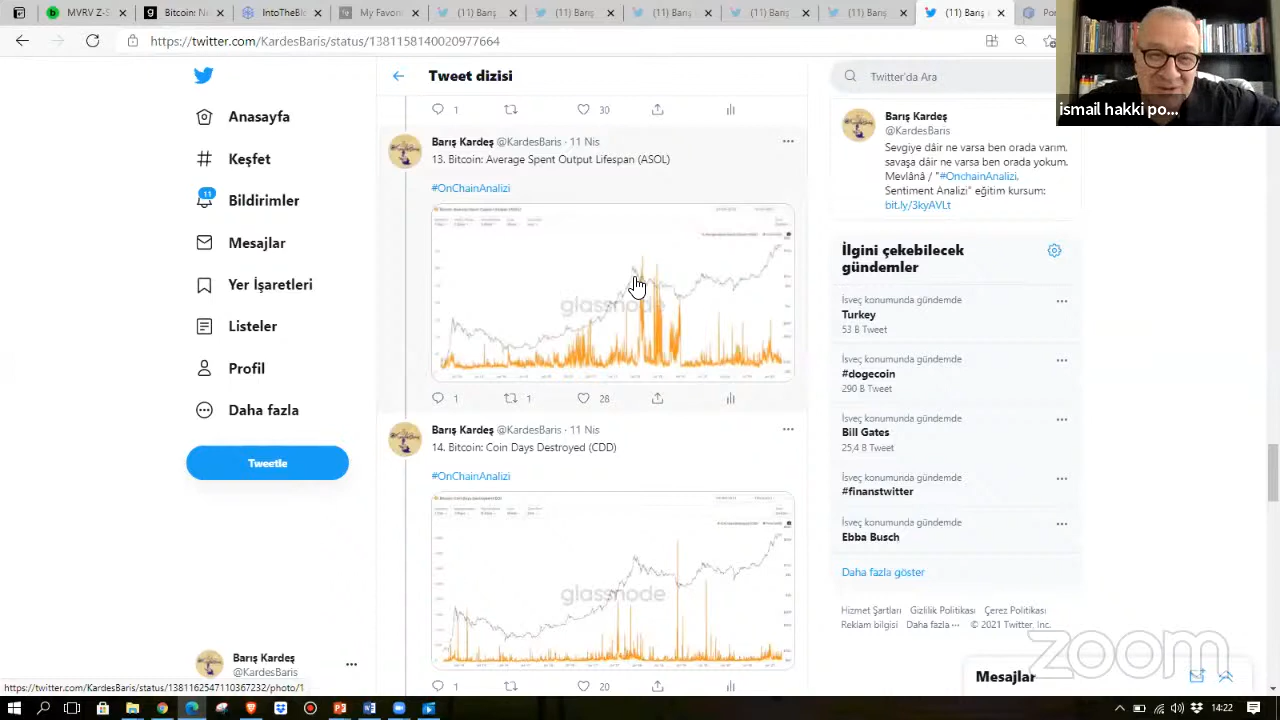 MVRV Z-S
Bitcoin: N
IntoTheB
My Favo
(11) Barış
(11) Barış
(11) Barış
(11) Barış
(11) Barış
(11) Barış
https://twitter.com/KardesBaris/status/1381158140020977664
ismail hakki po...
Anasayfa
Keşfet
11
Bildirimler
Mesajlar
Yer İşaretleri
Listeler
Profil
Daha fazla
Tweetle
Barış Kardeş
@KardesBaris
Tweet dizisi
1
30
Barış Kardeş @KardesBaris · 11 Nis
13. Bitcoin: Average Spent Output Lifespan (ASOL)
#OnChainAnalizi
glassnode
1
1
28
Barış Kardeş @KardesBaris · 11 Nis
14. Bitcoin: Coin Days Destroyed (CDD)
#OnChainAnalizi
glassnode
1
20
Twitter'da Ara
Barış Kardeş
@KardesBaris
Sevgiye dâir ne varsa ben orada varım,
savaşa dâir ne varsa ben orada yokum.
Mevlânâ / "#OnchainAnalizi,
Sentiment Analizi" eğitim kursum:
bit.ly/3kyAVLt
İlgini çekebilecek
gündemler
İsveç konumunda gündemde
Turkey
53 B Tweet
İsveç konumunda gündemde
#dogecoin
290 B Tweet
İsveç konumunda gündemde
Bill Gates
25,4 B Tweet
İsveç konumunda gündemde
#finanstwitter
İsveç konumunda gündemde
Ebba Busch
Daha fazla göster
Hizmet Şartları Gizlilik Politikası Çerez Politikası
Reklam bilgisi Daha fazla ··· © 2021 Twitter, Inc.
zoom
Mesajlar
https://twitter.com/KardesBaris/status/1381162547110367232/photo/1
14:22